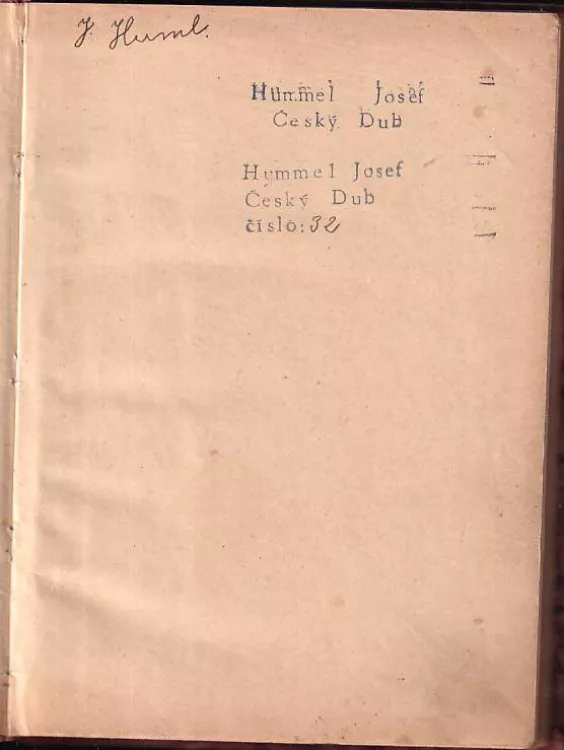 J. Huml.
Hummel Josef
Český Dub
Hummel Josef
Český Dub
číslo: 32